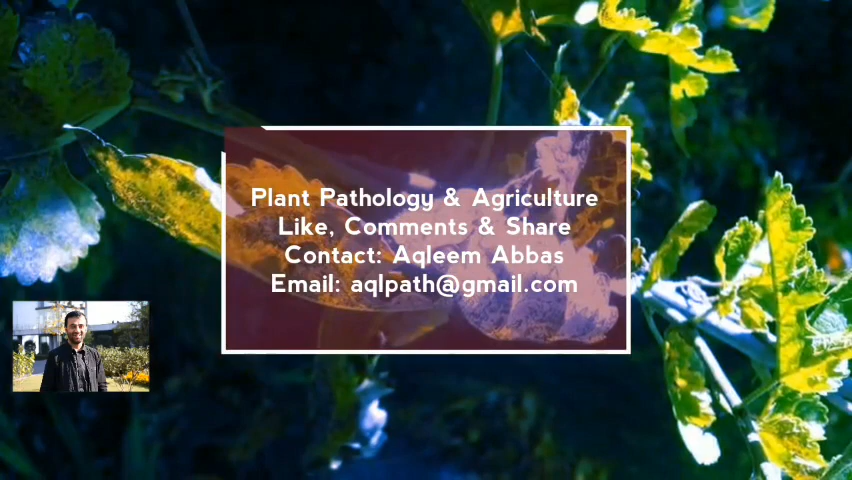 Plant Pathology & Agriculture
Like, Comments & Share
Contact: Aqleem Abbas
Email: aqlpath@gmail.com